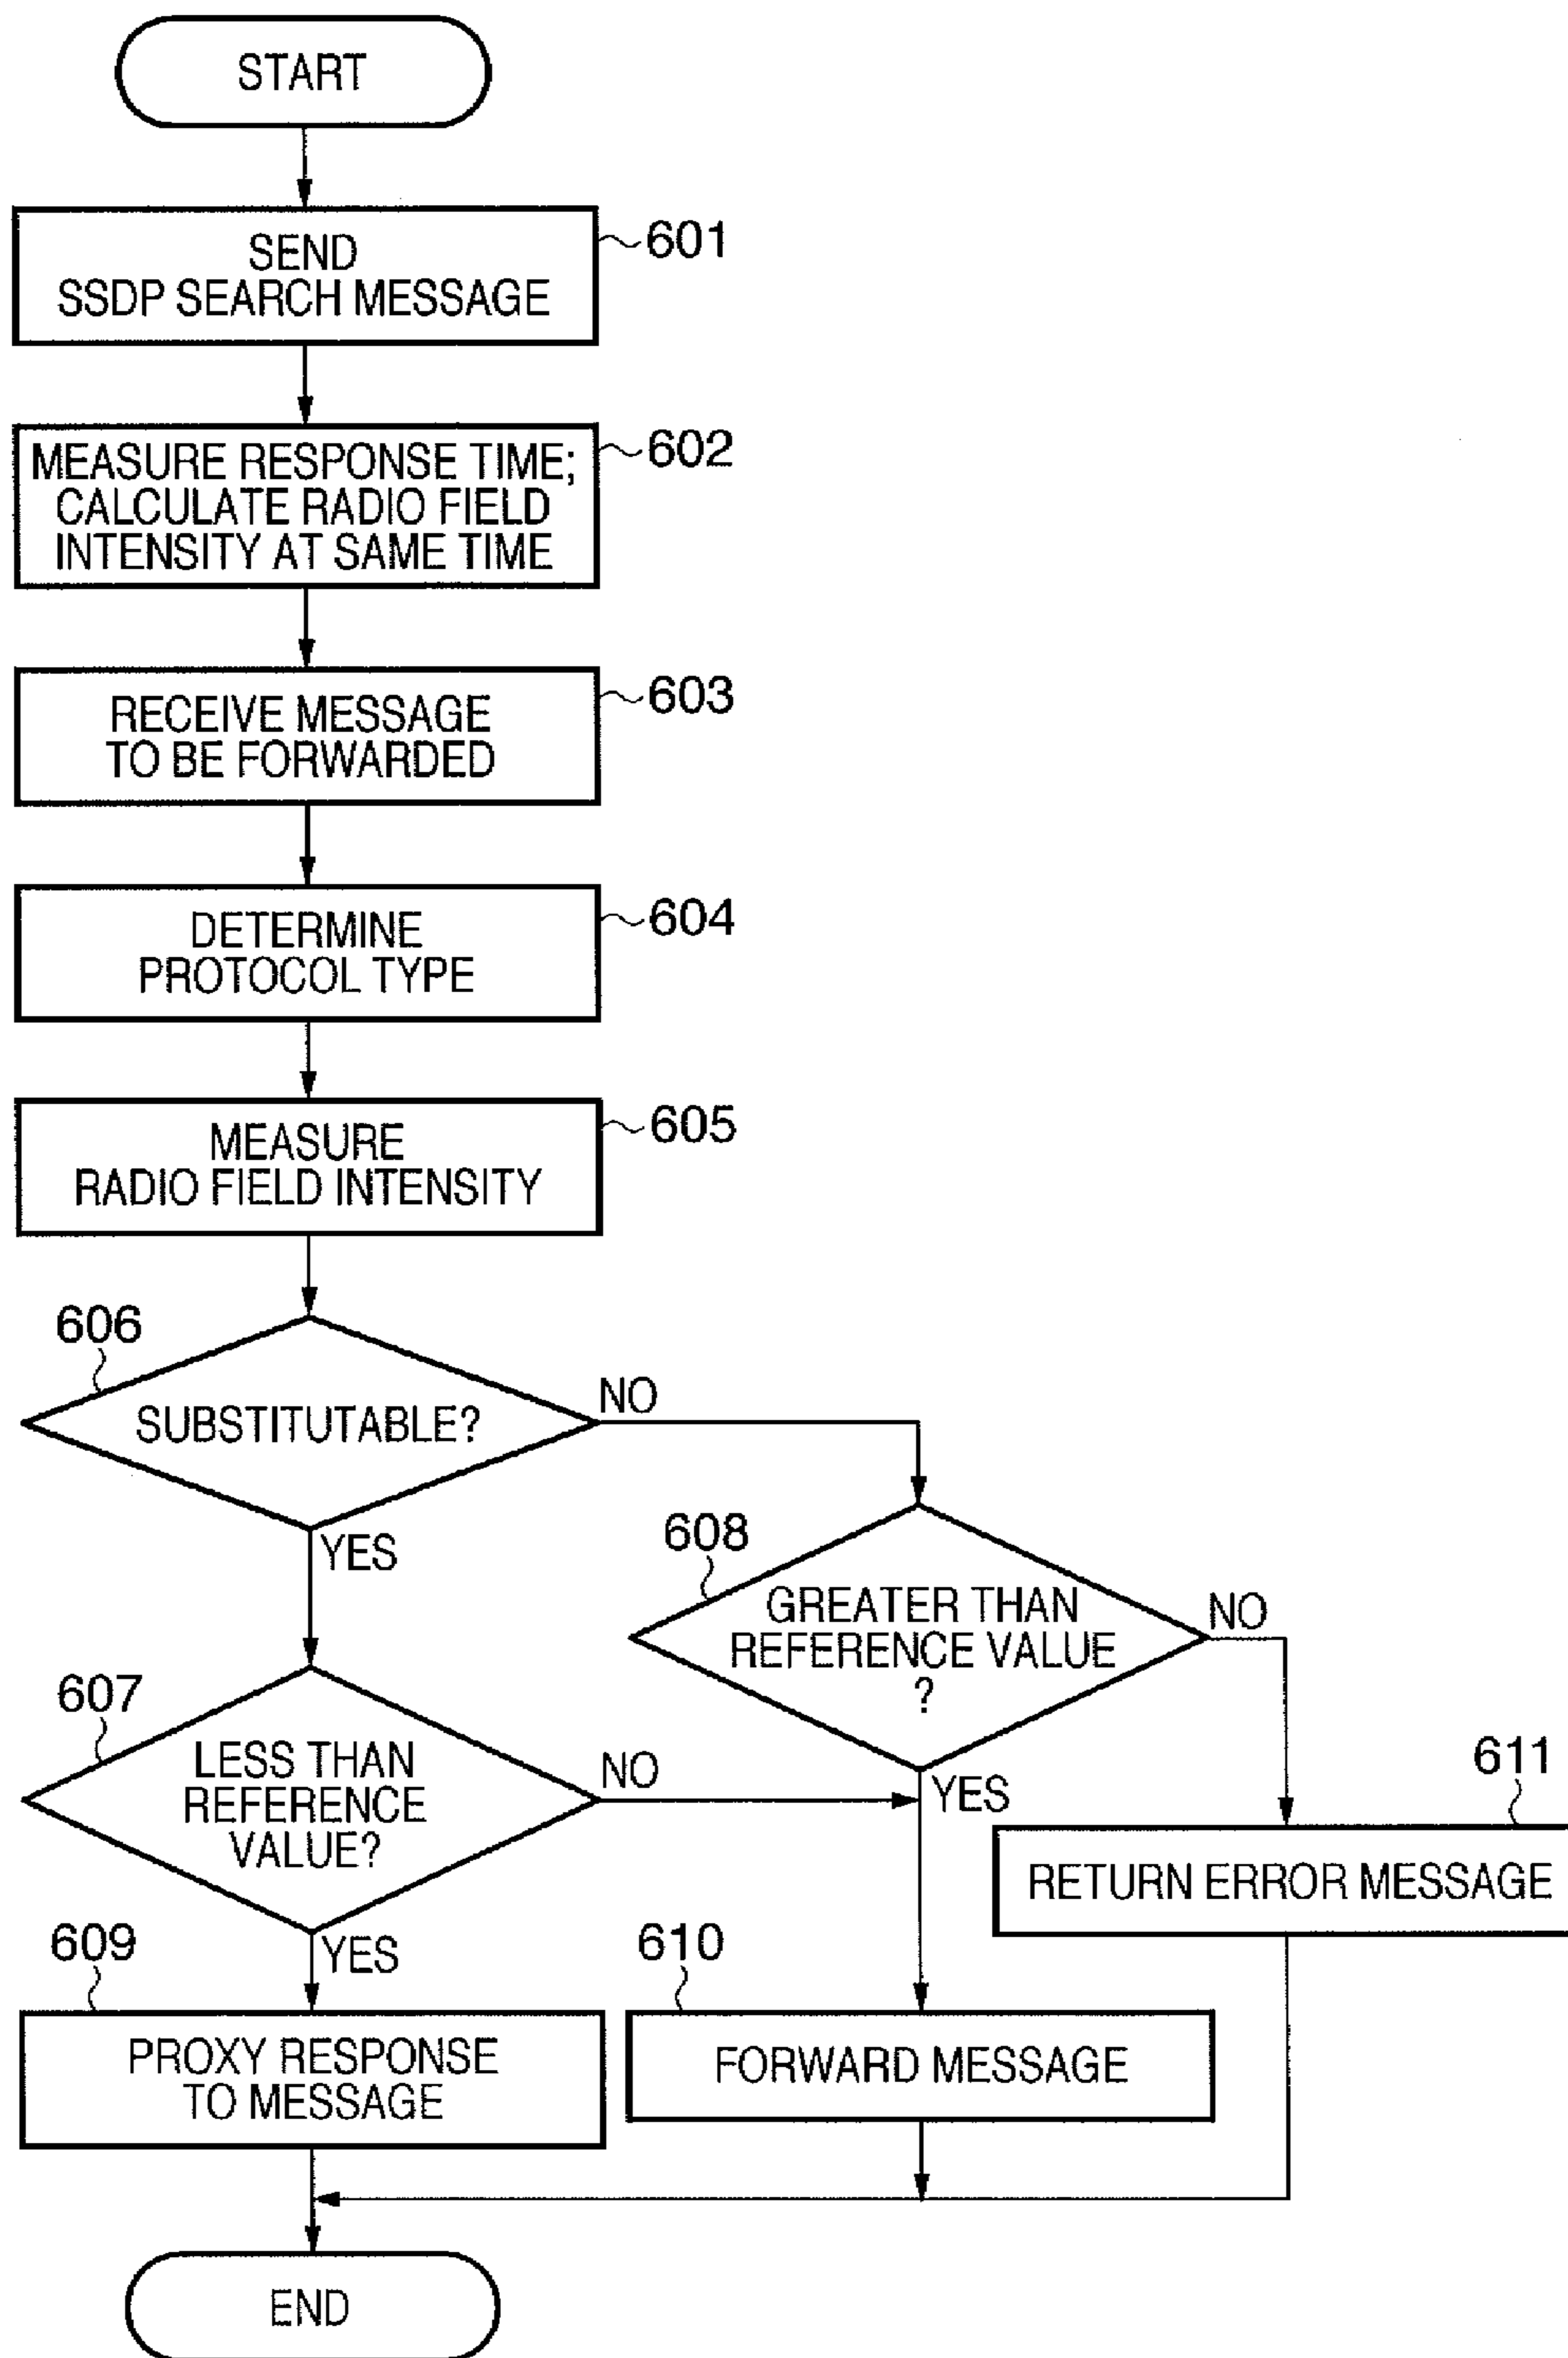 START
SEND
SSDP SEARCH MESSAGE
601
MEASURE RESPONSE TIME;
CALCULATE RADIO FIELD
INTENSITY AT SAME TIME
602
RECEIVE MESSAGE
TO BE FORWARDED
603
DETERMINE
PROTOCOL TYPE
604
MEASURE
RADIO FIELD INTENSITY
605
606
SUBSTITUTABLE?
NO
YES
608
GREATER THAN
REFERENCE VALUE
?
NO
YES
607
LESS THAN
REFERENCE
VALUE?
NO
YES
611
RETURN ERROR MESSAGE
609
PROXY RESPONSE
TO MESSAGE
610
FORWARD MESSAGE
END